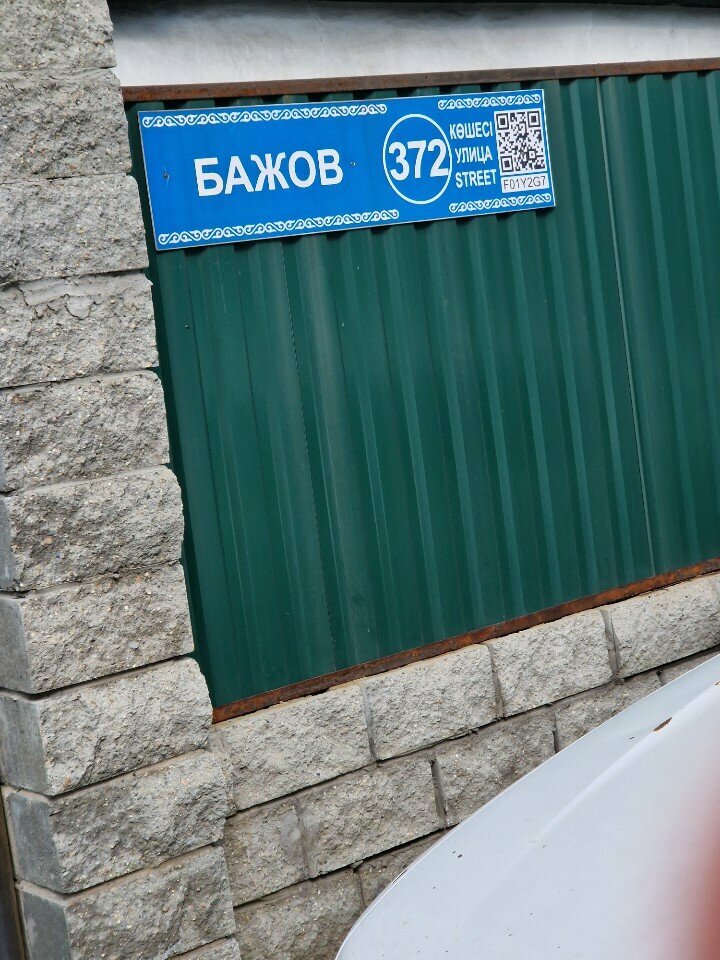 БАЖОВ
372
КӨШЕСІ
УЛИЦА
STREET
F01Y2G7